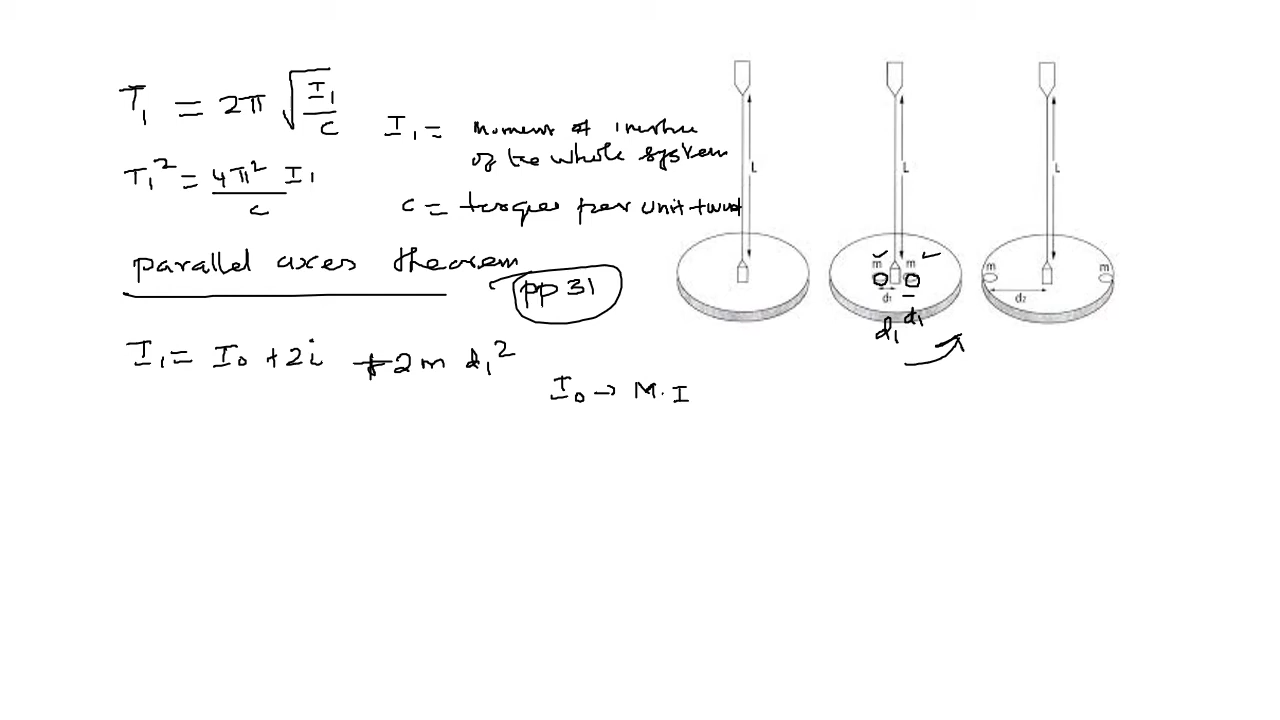 T₁ = 2π √(I₁/c)
I₁ = moment of inertia
of the whole system
T₁² = 4π²/c I₁
c = torque per unit twist
parallel axes theorem
pp 31
I₁ = I₀ + 2i + 2m d₁²
I₀ → M.I
L
L
m m
d₁
d₁ d₁
L
m m
d₂